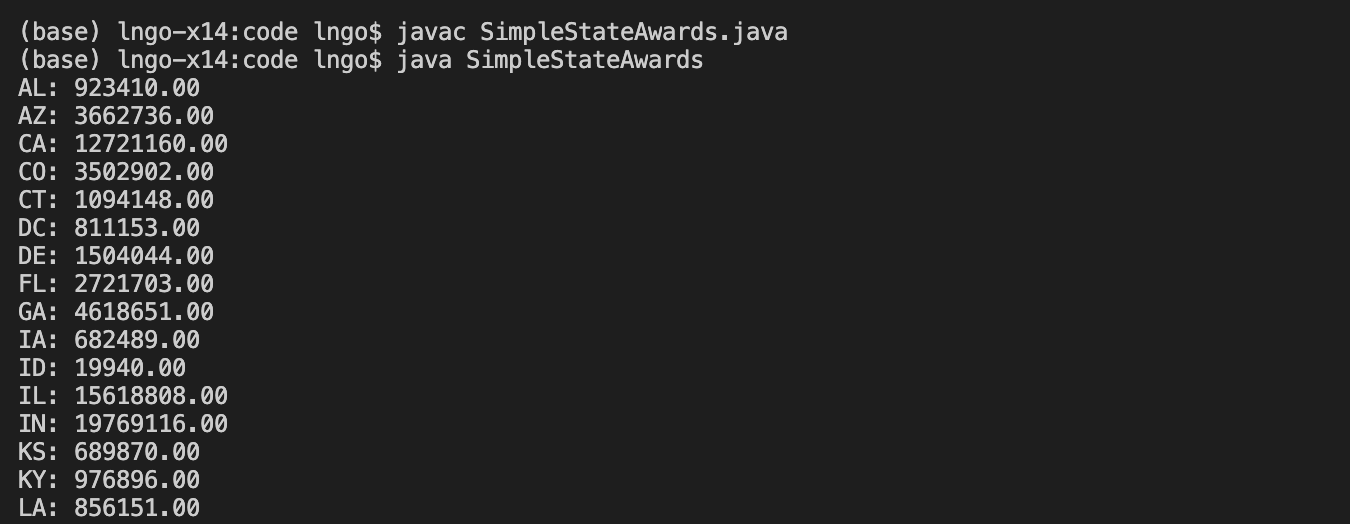 (base) lngo-x14:code lngo$ javac SimpleStateAwards.java
(base) lngo-x14:code lngo$ java SimpleStateAwards
AL: 923410.00
AZ: 3662736.00
CA: 12721160.00
CO: 3502902.00
CT: 1094148.00
DC: 811153.00
DE: 1504044.00
FL: 2721703.00
GA: 4618651.00
IA: 682489.00
ID: 19940.00
IL: 15618808.00
IN: 19769116.00
KS: 689870.00
KY: 976896.00
LA: 856151.00